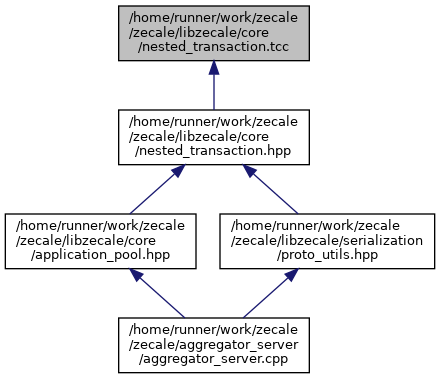 /home/runner/work/zecale
/zecale/libzecale/core
/nested_transaction.tcc
/home/runner/work/zecale
/zecale/libzecale/core
/nested_transaction.hpp
/home/runner/work/zecale
/zecale/libzecale/core
/application_pool.hpp
/home/runner/work/zecale
/zecale/libzecale/serialization
/proto_utils.hpp
/home/runner/work/zecale
/zecale/aggregator_server
/aggregator_server.cpp